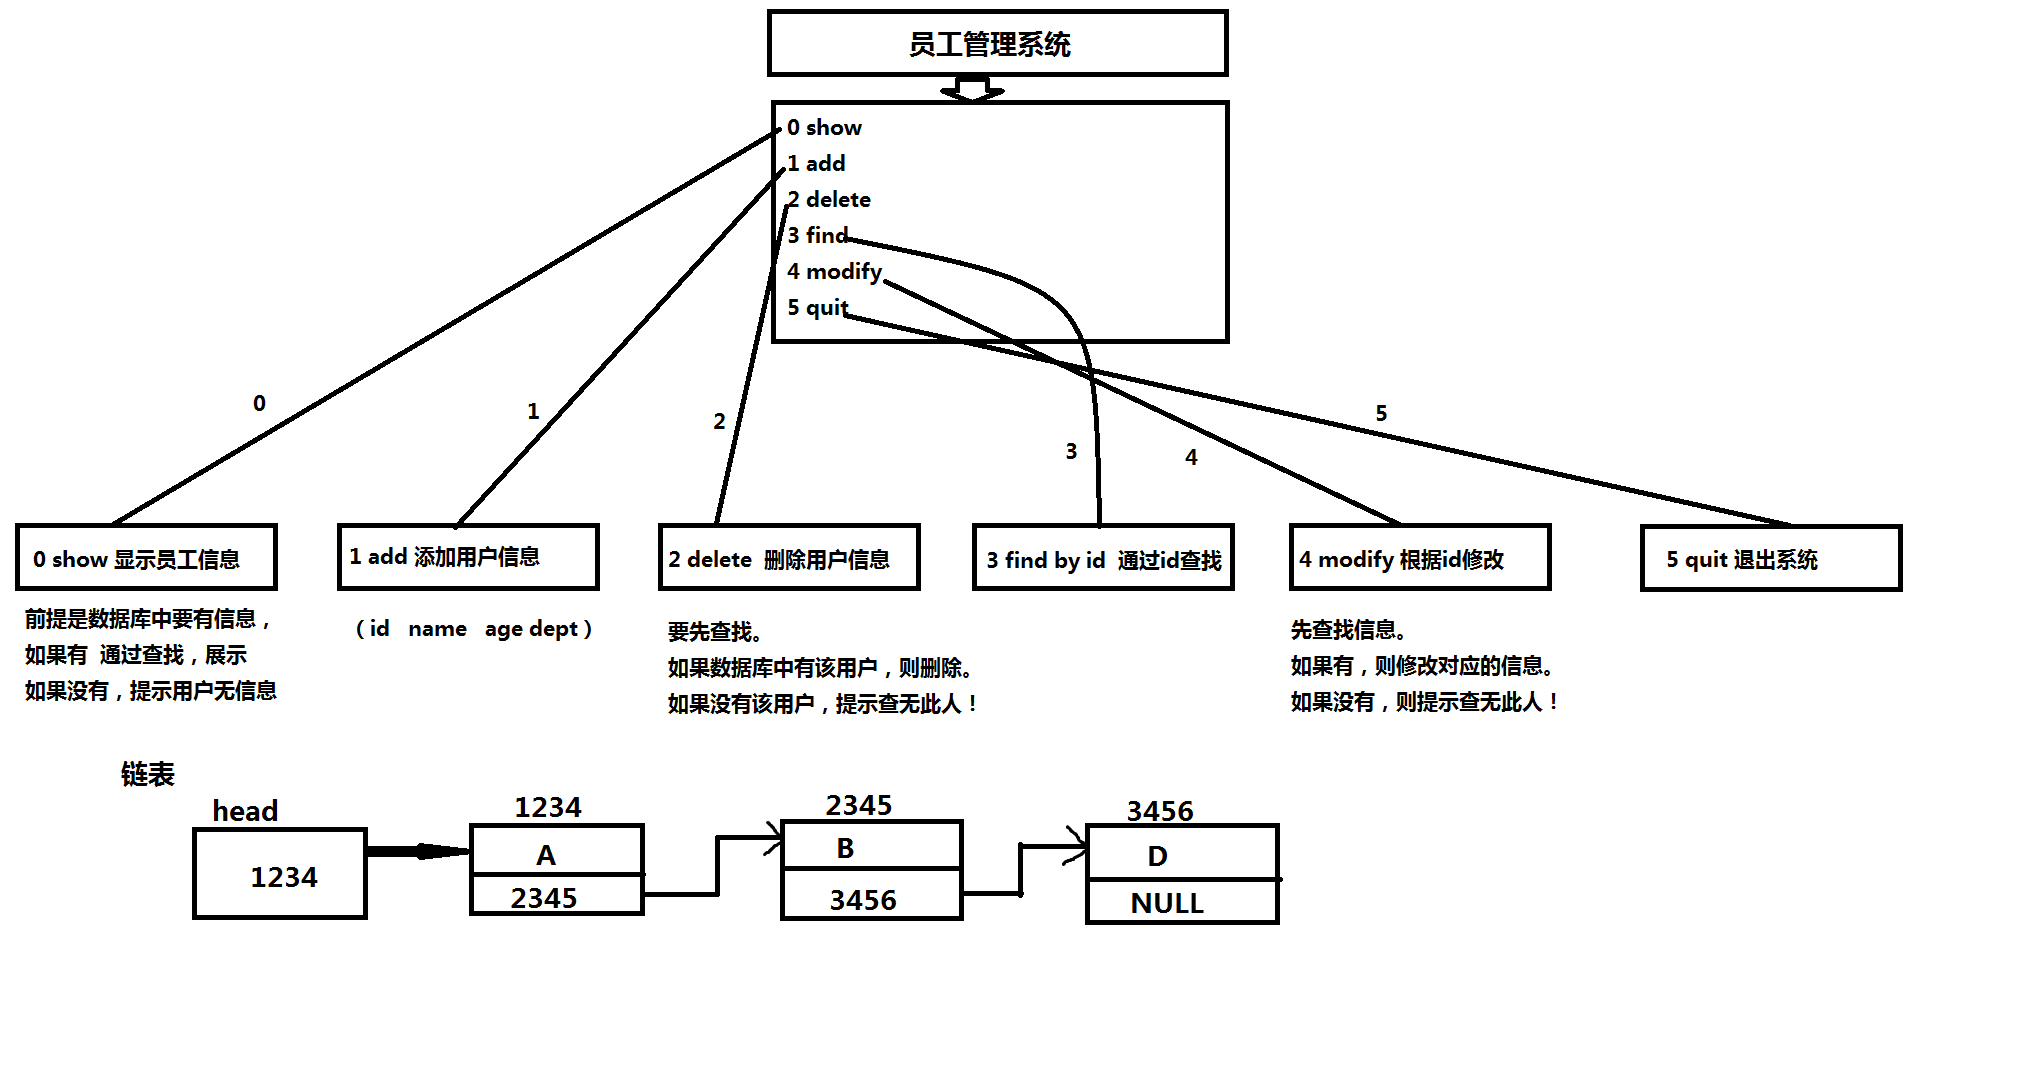 员工管理系统
0 show
1 add
2 delete
3 find
4 modify
5 quit
0
1
2
3
4
5
0 show 显示员工信息
1 add 添加用户信息
2 delete  删除用户信息
3 find by id  通过id查找
4 modify 根据id修改
5 quit 退出系统
前提是数据库中要有信息，
如果有  通过查找，展示
如果没有，提示用户无信息
（id   name   age dept）
要先查找。
如果数据库中有该用户，则删除。
如果没有该用户，提示查无此人！
先查找信息。
如果有，则修改对应的信息。
如果没有，则提示查无此人！
链表
head
1234
1234
A
2345
2345
B
3456
3456
D
NULL